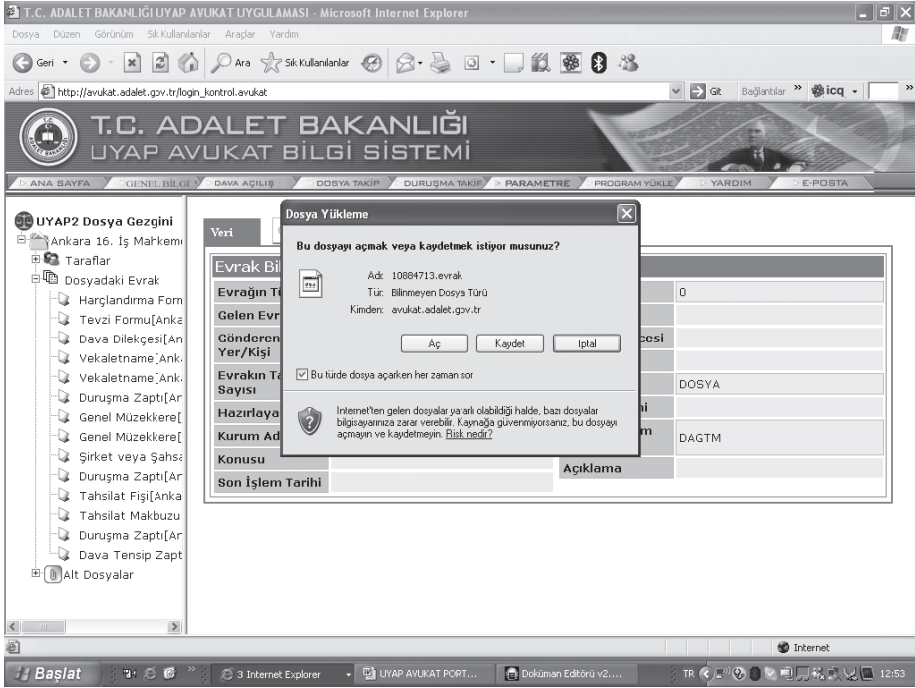 T.C. ADALET BAKANLIĞI UYAP AVUKAT UYGULAMASI - Microsoft Internet Explorer
Dosya Düzen Görünüm Sık Kullanılanlar Araçlar Yardım
Geri Ara Sık Kullanılanlar
Adres http://avukat.adalet.gov.tr/login_kontrol.avukat Git Bağlantılar » icq »
T.C. ADALET BAKANLIĞI
UYAP AVUKAT BİLGİ SİSTEMİ
ANA SAYFA GENEL BİLGİ DAVA AÇILIŞ DOSYA TAKİP DURUŞMA TAKİP PARAMETRE PROGRAM YÜKLE YARDIM E-POSTA
UYAP2 Dosya Gezgini
Ankara 16. İş Mahkeme
Taraflar
Dosyadaki Evrak
Harçlandırma Form
Tevzi Formu[Anka
Dava Dilekçesi[An
Vekaletname[Anka
Vekaletname[Anka
Duruşma Zaptı[Ar
Genel Müzekkere[
Genel Müzekkere[
Şirket veya Şahsa
Duruşma Zaptı[Ar
Tahsilat Fişi[Anka
Tahsilat Makbuzu
Duruşma Zaptı[Ar
Dava Tensip Zapt
Alt Dosyalar
Veri
Evrak Bil
Evrağın Ti
0
Gelen Evr
Gönderen
Yer/Kişi
cesi
Evrakın Ta
Sayısı
DOSYA
Hazırlaya
ni
Kurum Ad
m
DAGTM
Konusu
Açıklama
Son İşlem Tarihi
Dosya Yükleme
Bu dosyayı açmak veya kaydetmek istiyor musunuz?
Adı: 10884713.evrak
Tür: Bilinmeyen Dosya Türü
Kimden: avukat.adalet.gov.tr
Aç Kaydet İptal
Bu türde dosya açarken her zaman sor
Internet'ten gelen dosyalar yararlı olabildiği halde, bazı dosyalar
bilgisayarınıza zarar verebilir. Kaynağa güvenmiyorsanız, bu dosyayı
açmayın ve kaydetmeyin. Risk nedir?
Internet
Başlat » 3 Internet Explorer UYAP AVUKAT PORT... Doküman Editörü v2.... TR 12:53